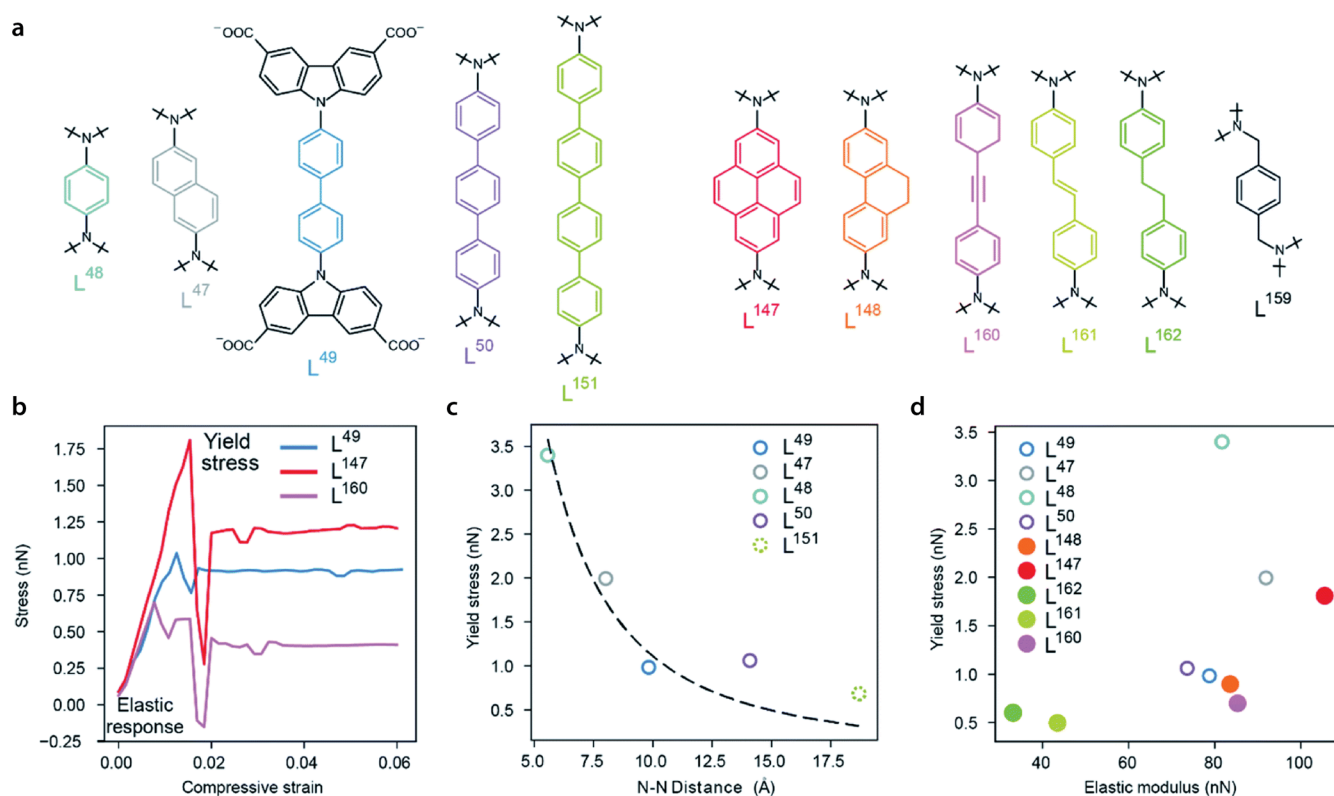 a
⁻OOC
COO⁻
N
N
L⁴⁸
N
N
L⁴⁷
N
N
⁻OOC
COO⁻
L⁴⁹
N
N
L⁵⁰
N
N
L¹⁵¹
N
N
L¹⁴⁷
N
N
L¹⁴⁸
N
N
L¹⁶⁰
N
N
L¹⁶¹
N
N
L¹⁶²
N
N
L¹⁵⁹
b
Stress (nN)
1.75
1.50
1.25
1.00
0.75
0.50
0.25
0.00
−0.25
Yield
stress
L⁴⁹
L¹⁴⁷
L¹⁶⁰
Elastic
response
0.00
0.02
0.04
0.06
Compressive strain
c
Yield stress (nN)
3.5
3.0
2.5
2.0
1.5
1.0
0.5
L⁴⁹
L⁴⁷
L⁴⁸
L⁵⁰
L¹⁵¹
5.0
7.5
10.0
12.5
15.0
17.5
N-N Distance (Å)
d
Yield stress (nN)
3.5
3.0
2.5
2.0
1.5
1.0
0.5
L⁴⁹
L⁴⁷
L⁴⁸
L⁵⁰
L¹⁴⁸
L¹⁴⁷
L¹⁶²
L¹⁶¹
L¹⁶⁰
40
60
80
100
Elastic modulus (nN)